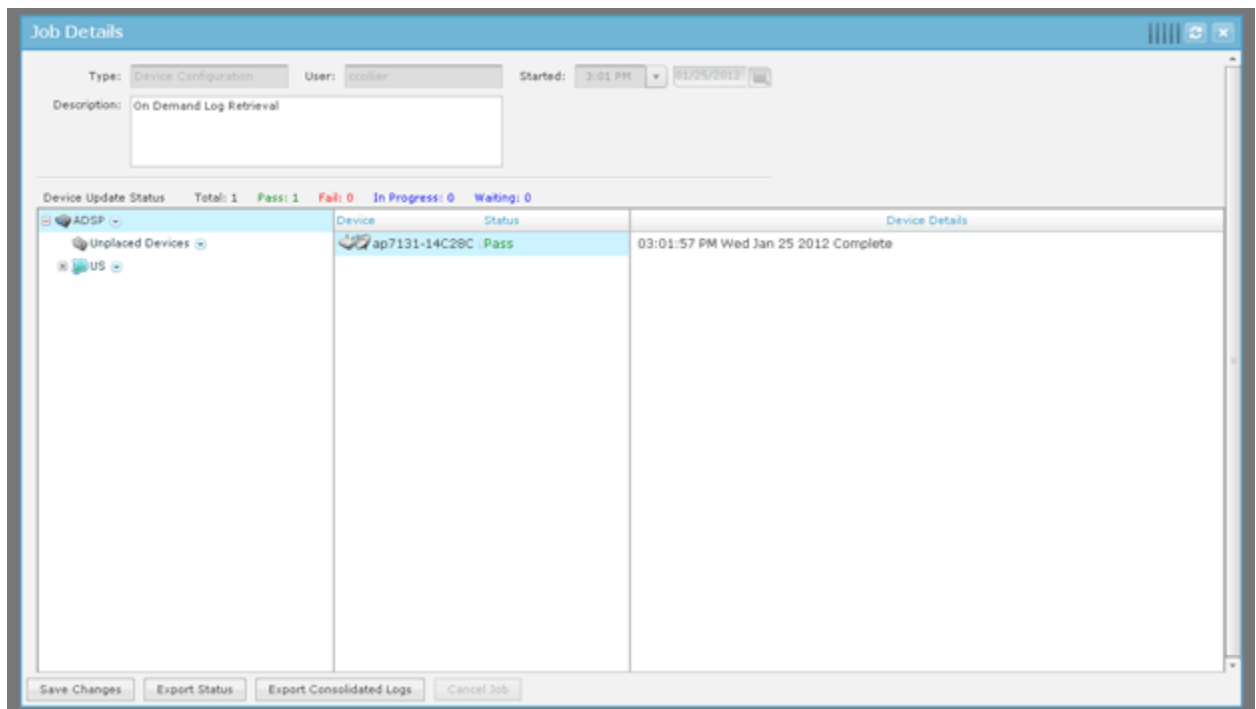 Job Details
Type: Device Configuration User: ccollier Started: 3:01 PM 01/25/2012
Description: On Demand Log Retrieval
Device Update Status Total: 1 Pass: 1 Fail: 0 In Progress: 0 Waiting: 0
ADSP Device Status Device Details
Unplaced Devices ap7131-14C28C Pass 03:01:57 PM Wed Jan 25 2012 Complete
US
Save Changes Export Status Export Consolidated Logs Cancel Job